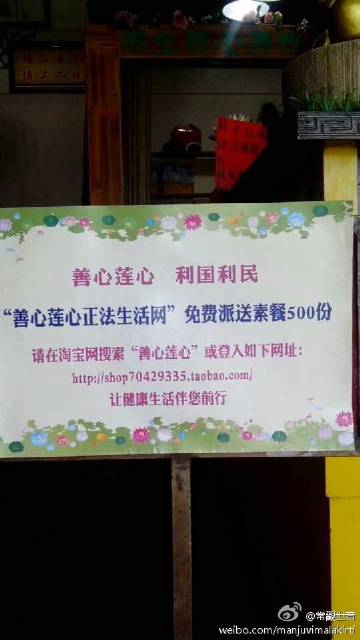 善心莲心 利国利民
“善心莲心正法生活网”免费派送素餐500份
请在淘宝网搜索“善心莲心”或登入如下网址：
http://shop70429335.taobao.com/
让健康生活伴您前行
@常觀世音
weibo.com/manjuvimalakirti